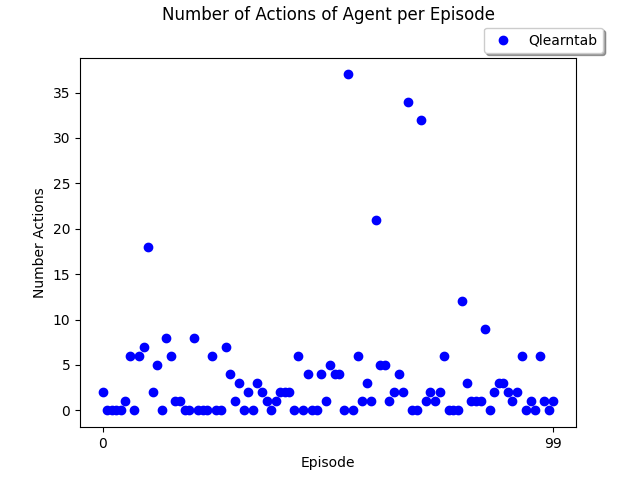 Number of Actions of Agent per Episode
Qlearntab
35
30
25
20
15
10
5
0
Number Actions
0 99
Episode